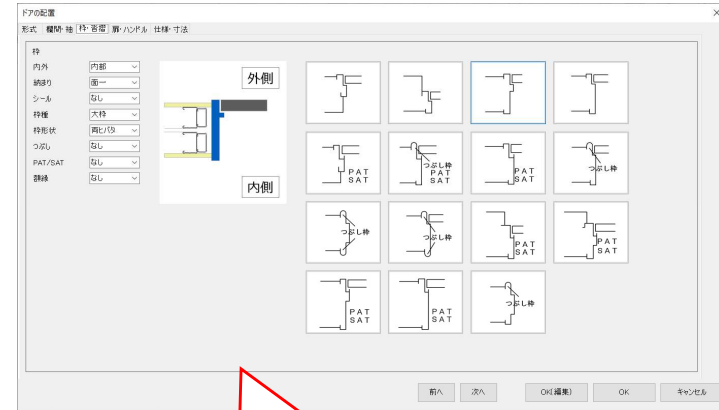 ドアの配置
形式 欄間・袖 枠・沓摺 扉・ハンドル 仕様・寸法
枠
内外 内部
納まり 面一
シール なし
枠種 大枠
枠形状 両ヒバタ
つぶし なし
PAT/SAT なし
額縁 なし
外側
内側
PAT
SAT
つぶし枠
PAT
SAT
PAT
SAT
つぶし枠
つぶし枠
つぶし枠
PAT
SAT
PAT
SAT
PAT
SAT
PAT
SAT
つぶし枠
前へ 次へ OK(編集) OK キャンセル